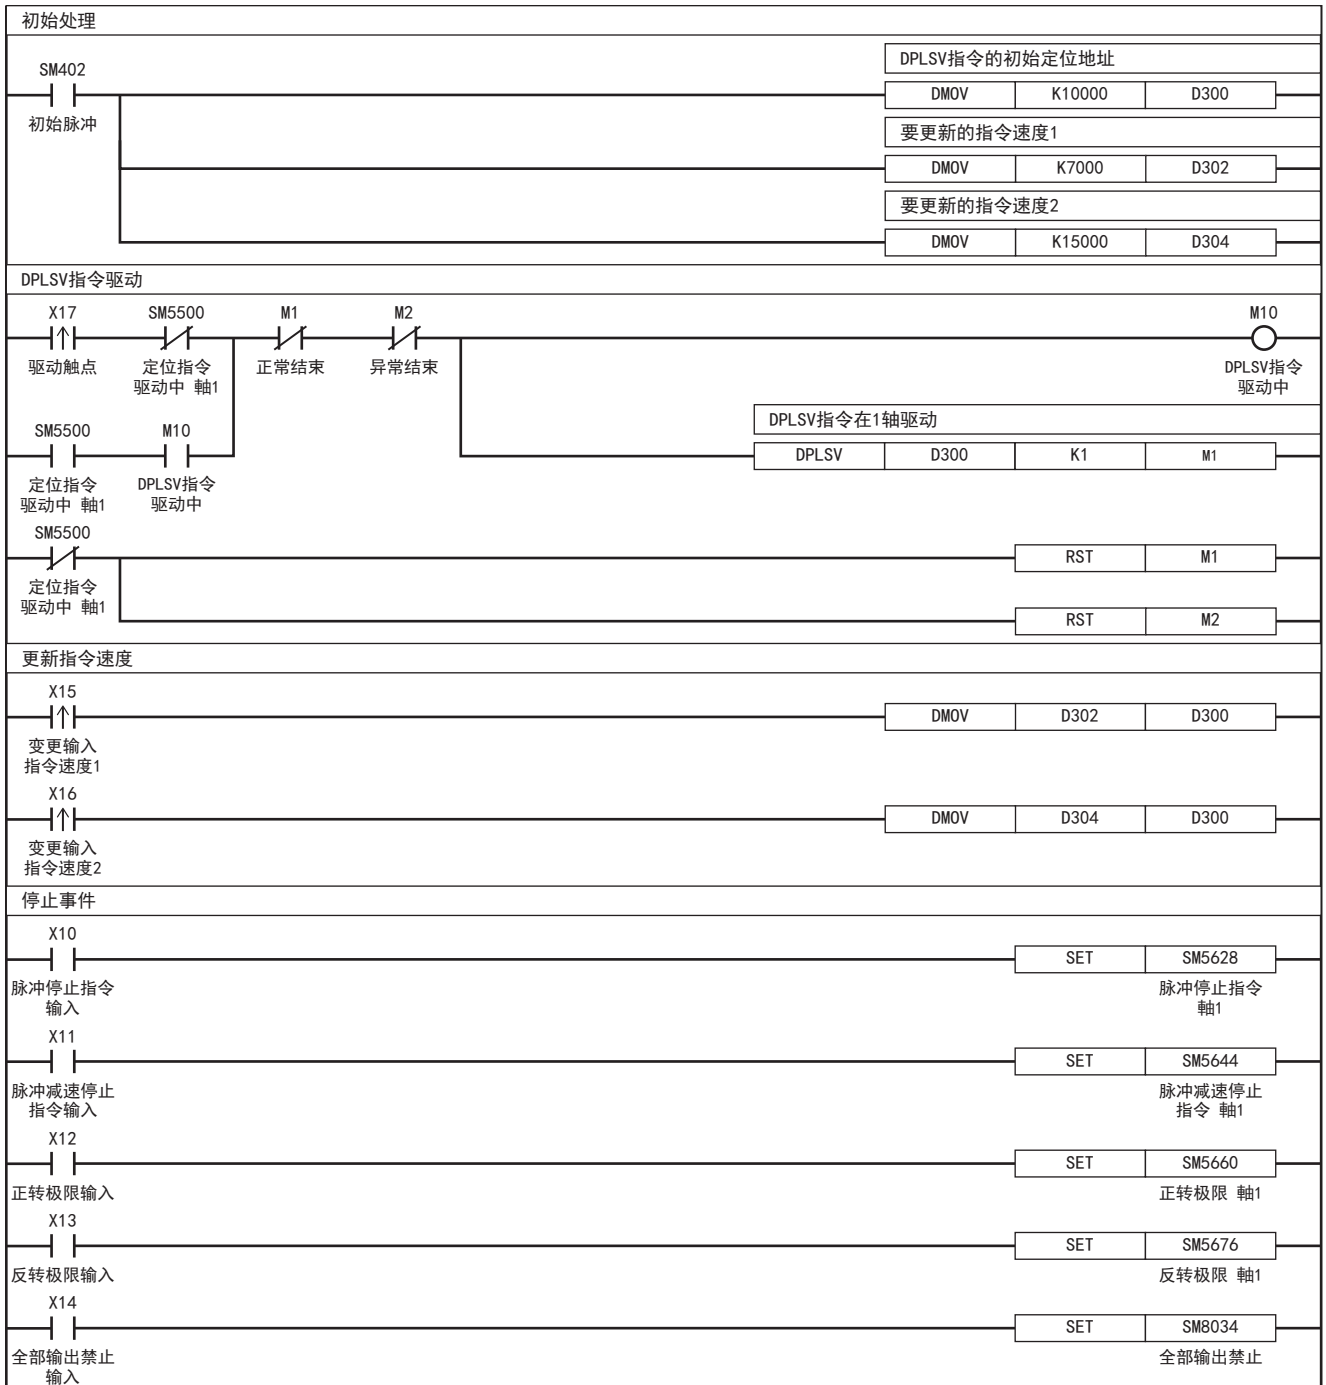 初始处理
DPLSV指令的初始定位地址
SM402
DMOV K10000 D300
初始脉冲
要更新的指令速度1
DMOV K7000 D302
要更新的指令速度2
DMOV K15000 D304
DPLSV指令驱动
X17 SM5500 M1 M2 M10
驱动触点 定位指令 正常结束 异常结束 DPLSV指令
驱动中 軸1 驱动中
DPLSV指令在1轴驱动
SM5500 M10
DPLSV D300 K1 M1
定位指令 DPLSV指令
驱动中 軸1 驱动中
SM5500
RST M1
定位指令
驱动中 軸1
RST M2
更新指令速度
X15
DMOV D302 D300
变更输入
指令速度1
X16
DMOV D304 D300
变更输入
指令速度2
停止事件
X10
SET SM5628
脉冲停止指令 脉冲停止指令
输入 軸1
X11
SET SM5644
脉冲减速停止 脉冲减速停止
指令输入 指令 軸1
X12
SET SM5660
正转极限输入 正转极限 軸1
X13
SET SM5676
反转极限输入 反转极限 軸1
X14
SET SM8034
全部输出禁止 全部输出禁止
输入